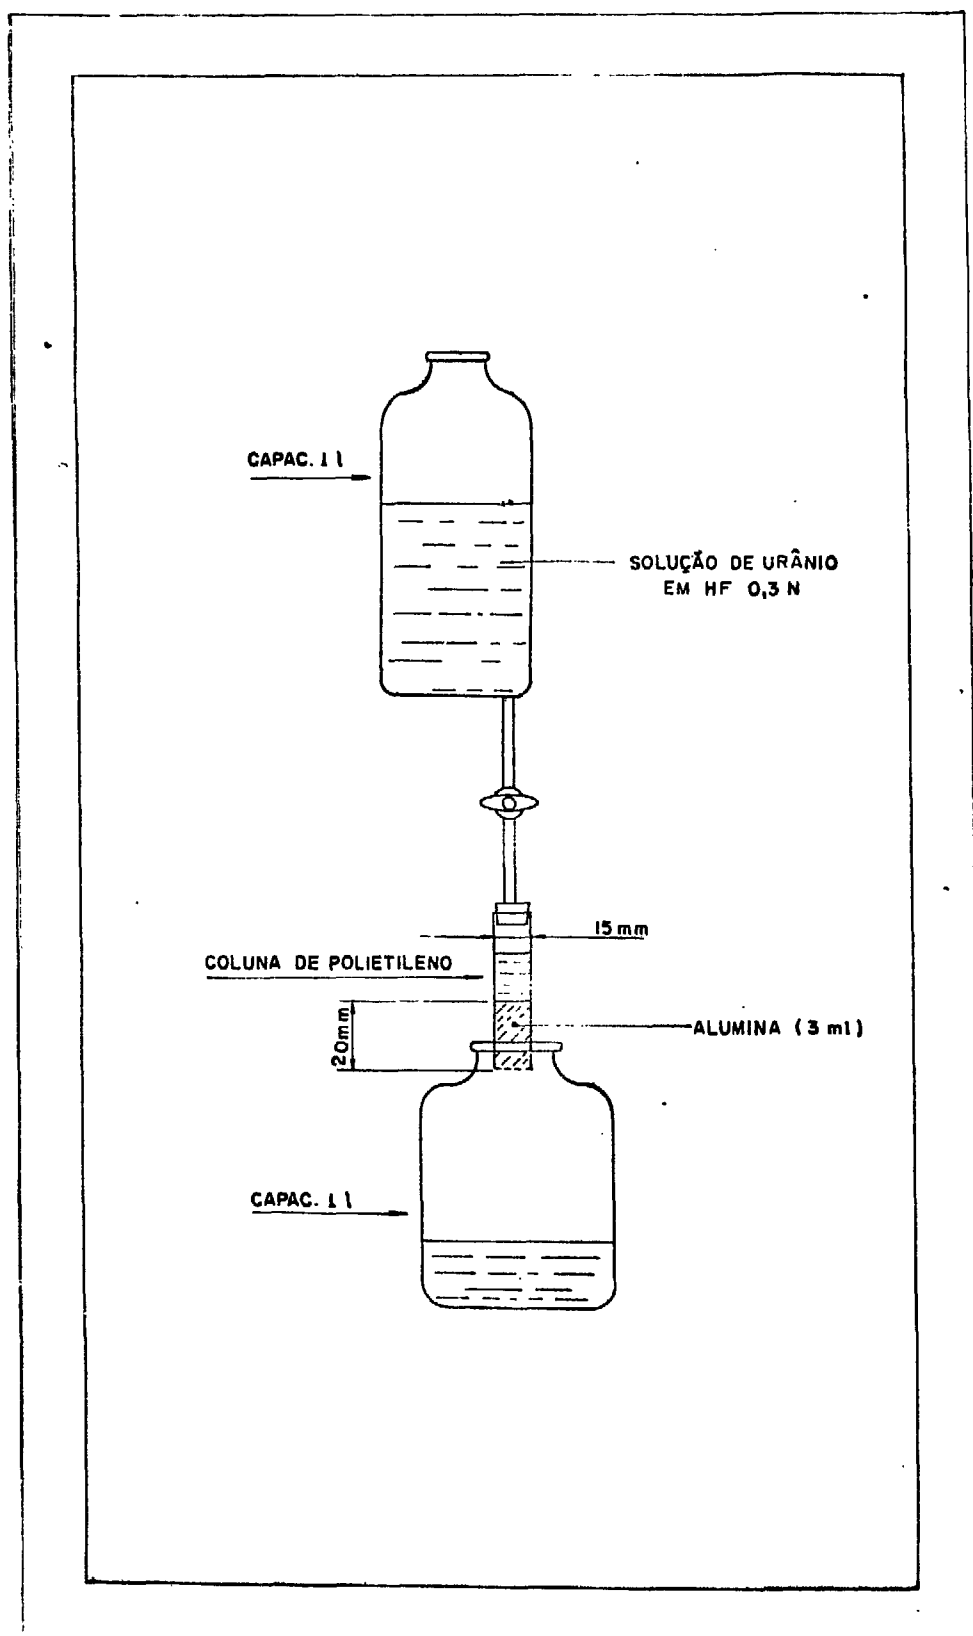 CAPAC. 1 l
SOLUÇÃO DE URÂNIO
EM HF 0,3 N
15 mm
COLUNA DE POLIETILENO
20mm
ALUMINA (3 ml)
CAPAC. 1 l